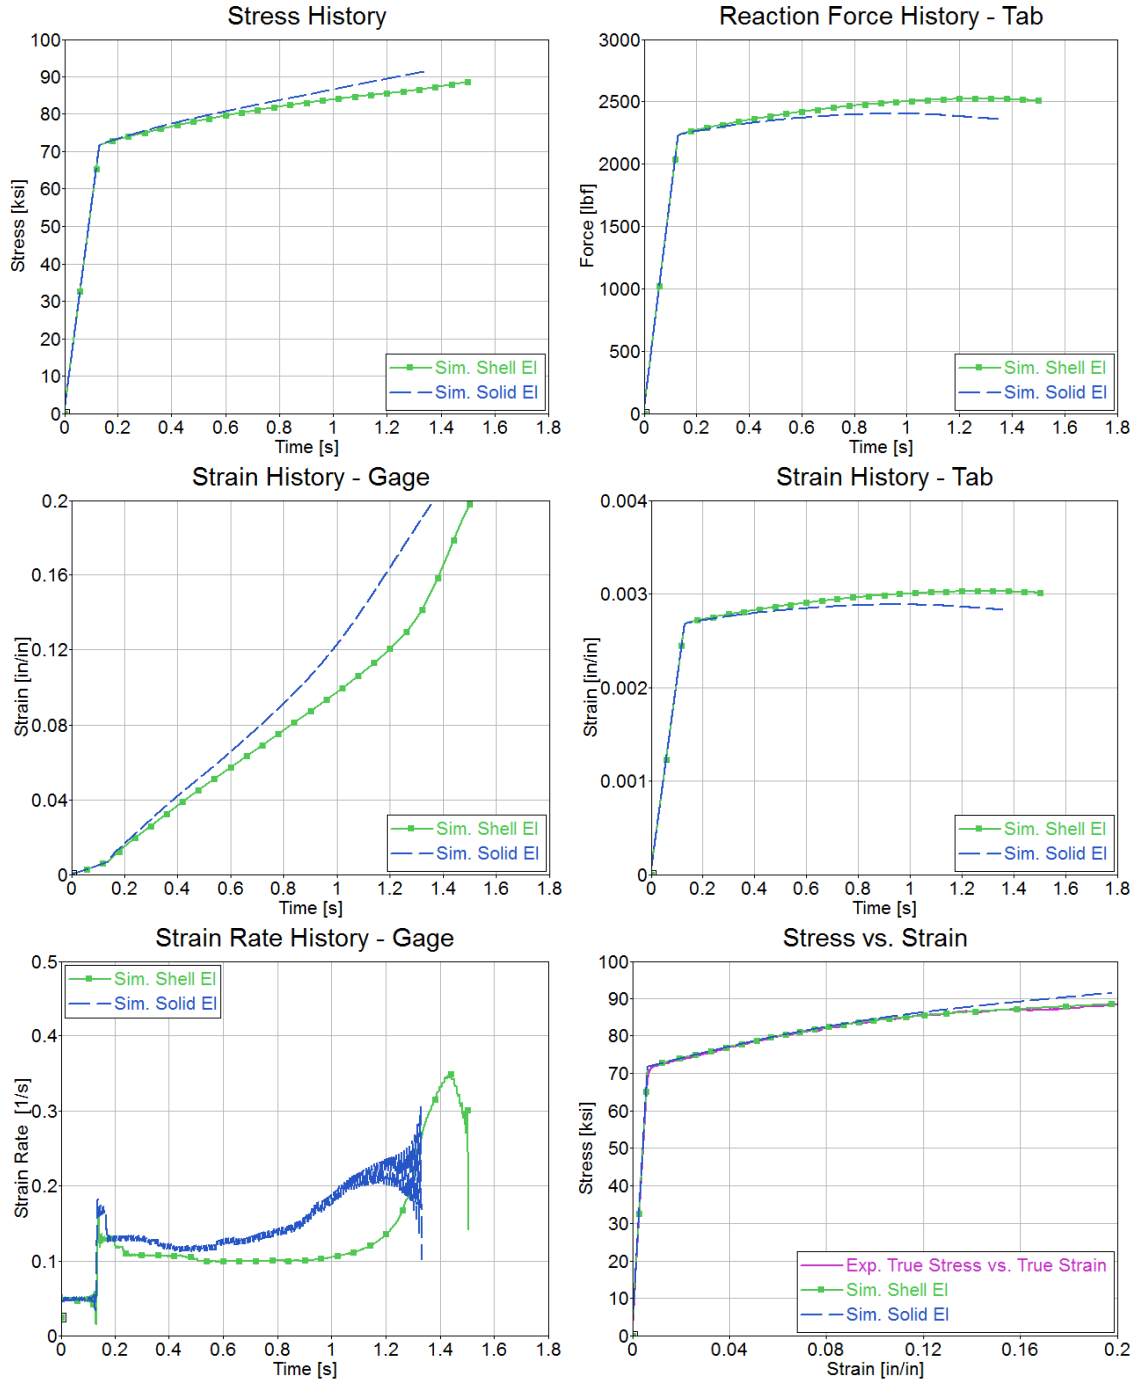 Stress History
Stress [ksi]
100
90
80
70
60
50
40
30
20
10
0
0 0.2 0.4 0.6 0.8 1 1.2 1.4 1.6 1.8
Time [s]
Sim. Shell El
Sim. Solid El
Reaction Force History - Tab
Force [lbf]
3000
2500
2000
1500
1000
500
0
0 0.2 0.4 0.6 0.8 1 1.2 1.4 1.6 1.8
Time [s]
Sim. Shell El
Sim. Solid El
Strain History - Gage
Strain [in/in]
0.2
0.16
0.12
0.08
0.04
0
0 0.2 0.4 0.6 0.8 1 1.2 1.4 1.6 1.8
Time [s]
Sim. Shell El
Sim. Solid El
Strain History - Tab
Strain [in/in]
0.004
0.003
0.002
0.001
0
0 0.2 0.4 0.6 0.8 1 1.2 1.4 1.6 1.8
Time [s]
Sim. Shell El
Sim. Solid El
Strain Rate History - Gage
Strain Rate [1/s]
0.5
0.4
0.3
0.2
0.1
0
0 0.2 0.4 0.6 0.8 1 1.2 1.4 1.6 1.8
Time [s]
Sim. Shell El
Sim. Solid El
Stress vs. Strain
Stress [ksi]
100
90
80
70
60
50
40
30
20
10
0
0 0.04 0.08 0.12 0.16 0.2
Strain [in/in]
Exp. True Stress vs. True Strain
Sim. Shell El
Sim. Solid El